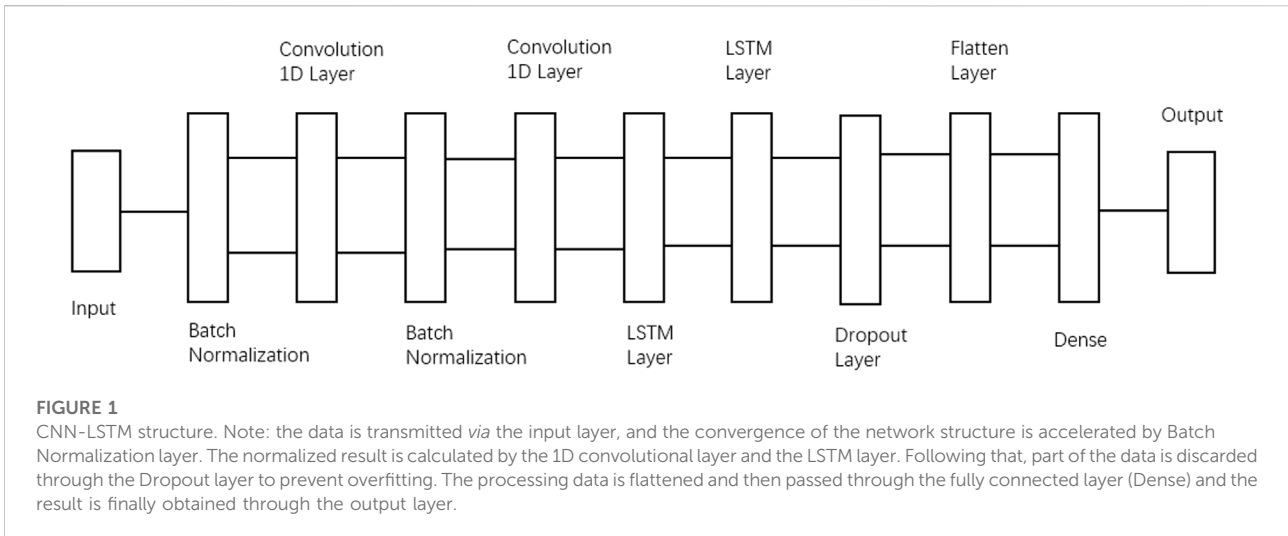 Convolution
1D Layer
Convolution
1D Layer
LSTM
Layer
Flatten
Layer
Output
Input
Batch
Normalization
Batch
Normalization
LSTM
Layer
Dropout
Layer
Dense
FIGURE 1
CNN-LSTM structure. Note: the data is transmitted via the input layer, and the convergence of the network structure is accelerated by Batch
Normalization layer. The normalized result is calculated by the 1D convolutional layer and the LSTM layer. Following that, part of the data is discarded
through the Dropout layer to prevent overfitting. The processing data is flattened and then passed through the fully connected layer (Dense) and the
result is finally obtained through the output layer.